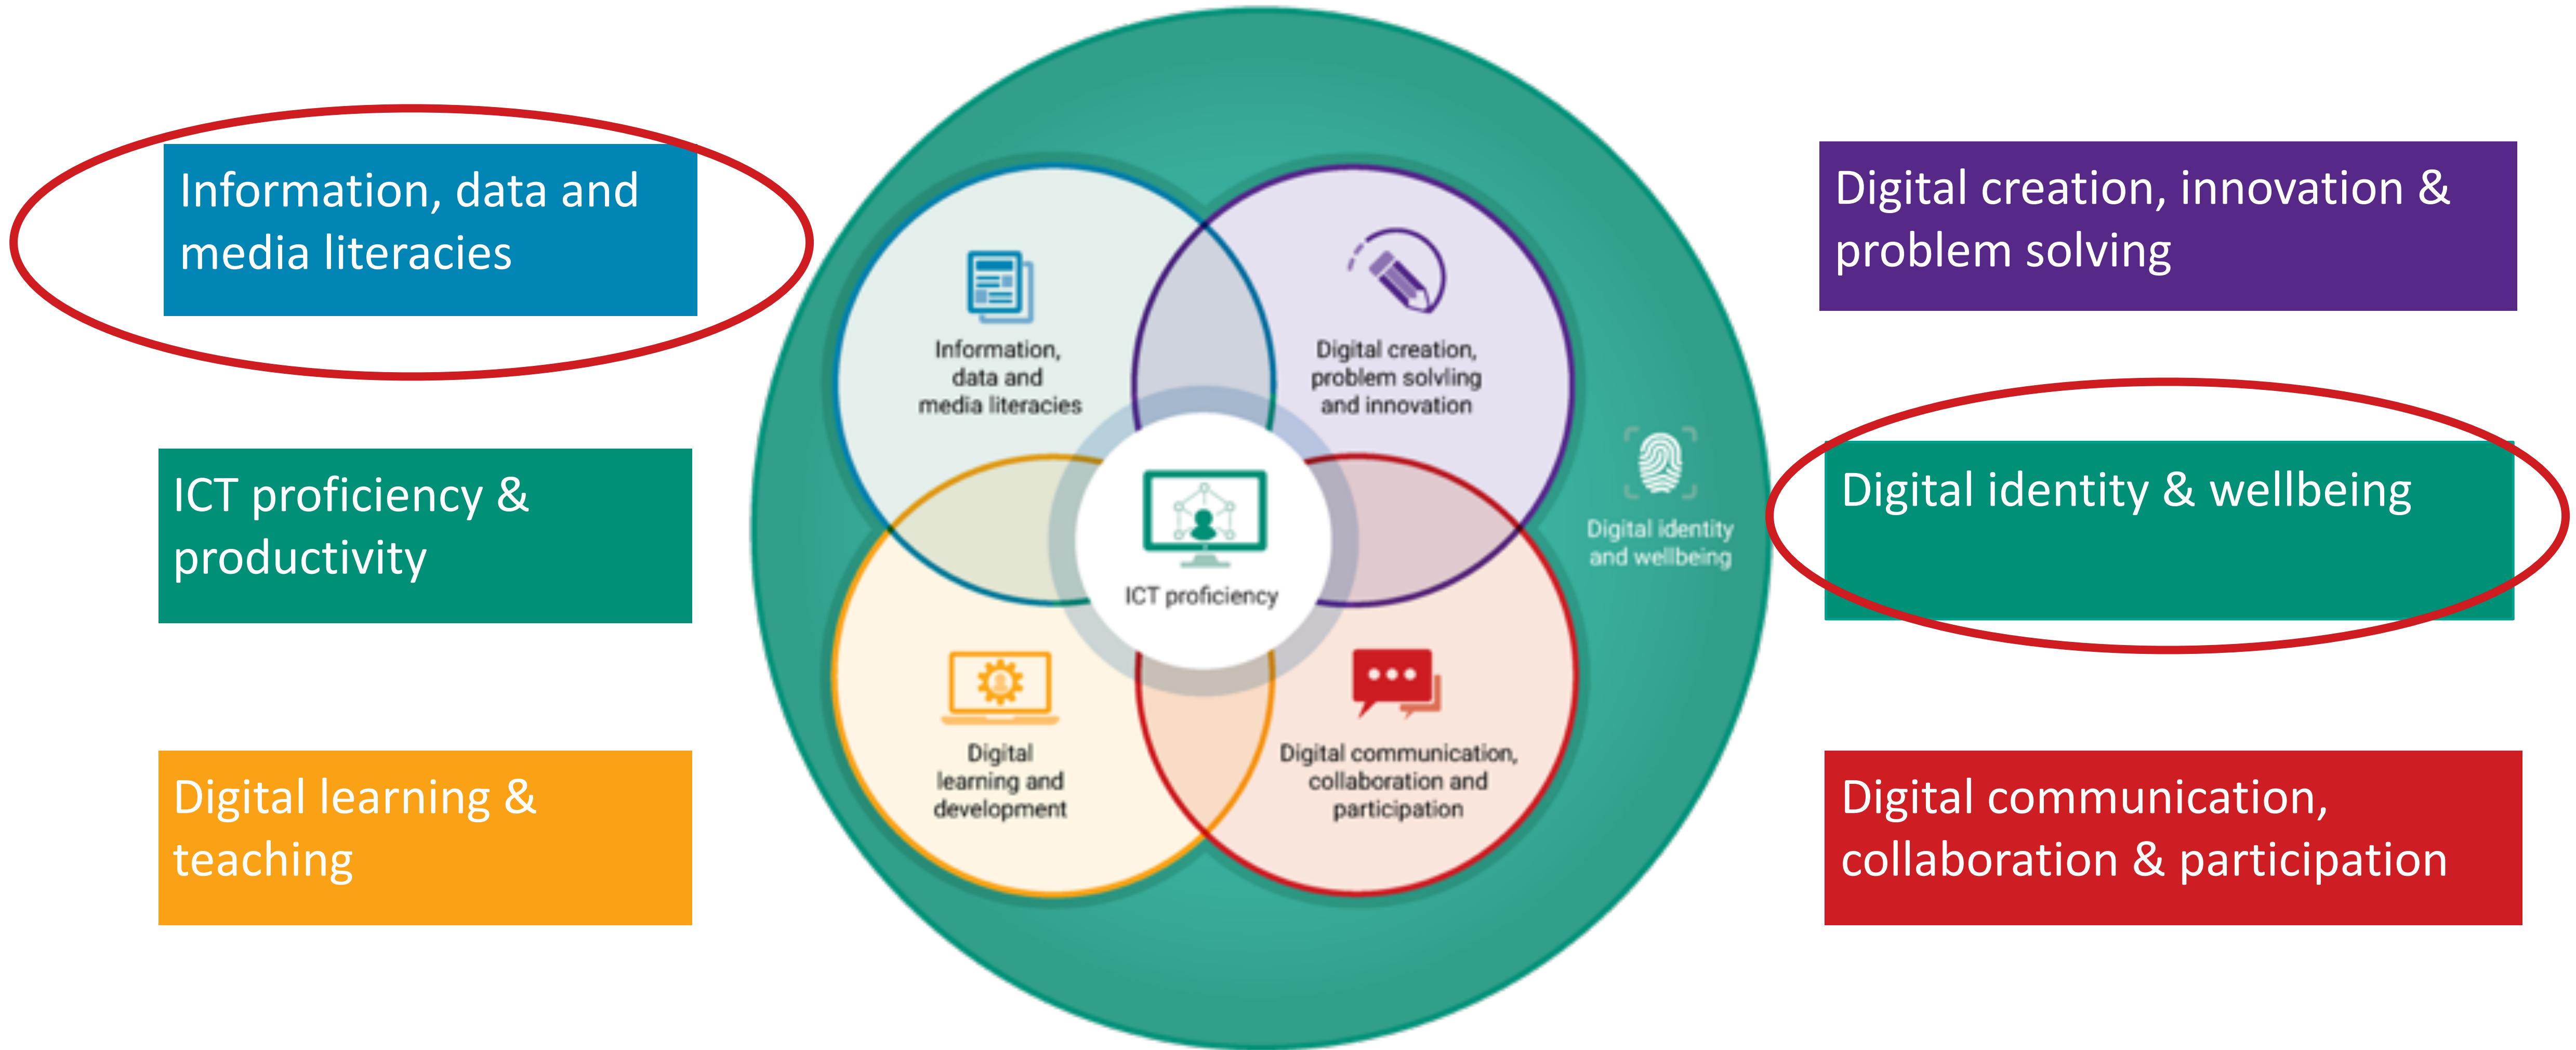 Information, data and
media literacies
ICT proficiency &
productivity
Digital learning &
teaching
Information,
data and
media literacies
Digital creation,
problem solvling
and innovation
ICT proficiency
Digital identity
and wellbeing
Digital
learning and
development
Digital communication,
collaboration and
participation
Digital creation, innovation &
problem solving
Digital identity & wellbeing
Digital communication,
collaboration & participation